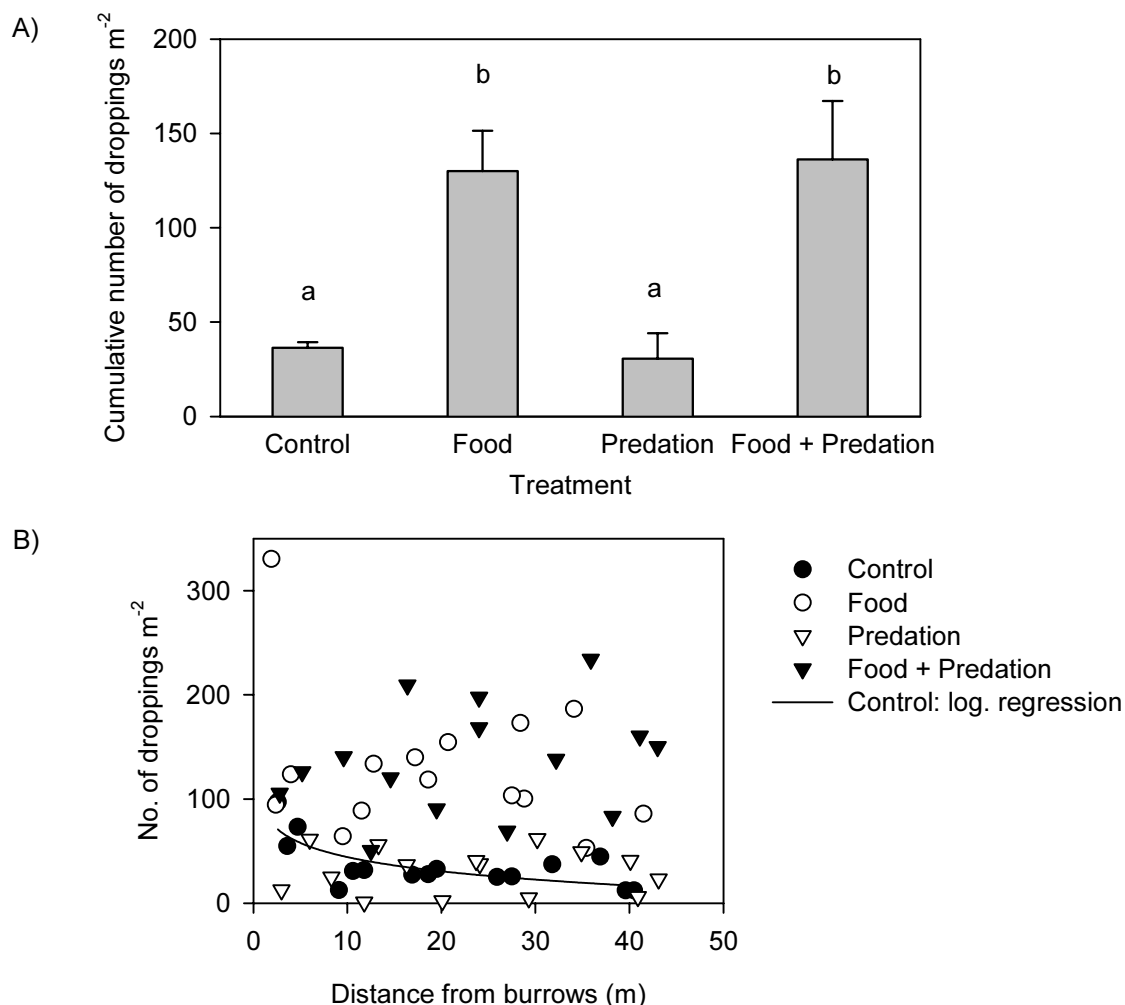 A)
Cumulative number of droppings m-2
200
150
100
50
0
b
b
a
a
Control Food Predation Food + Predation
Treatment
B)
No. of droppings m-2
300
200
100
0
0 10 20 30 40 50
Distance from burrows (m)
Control
Food
Predation
Food + Predation
Control: log. regression